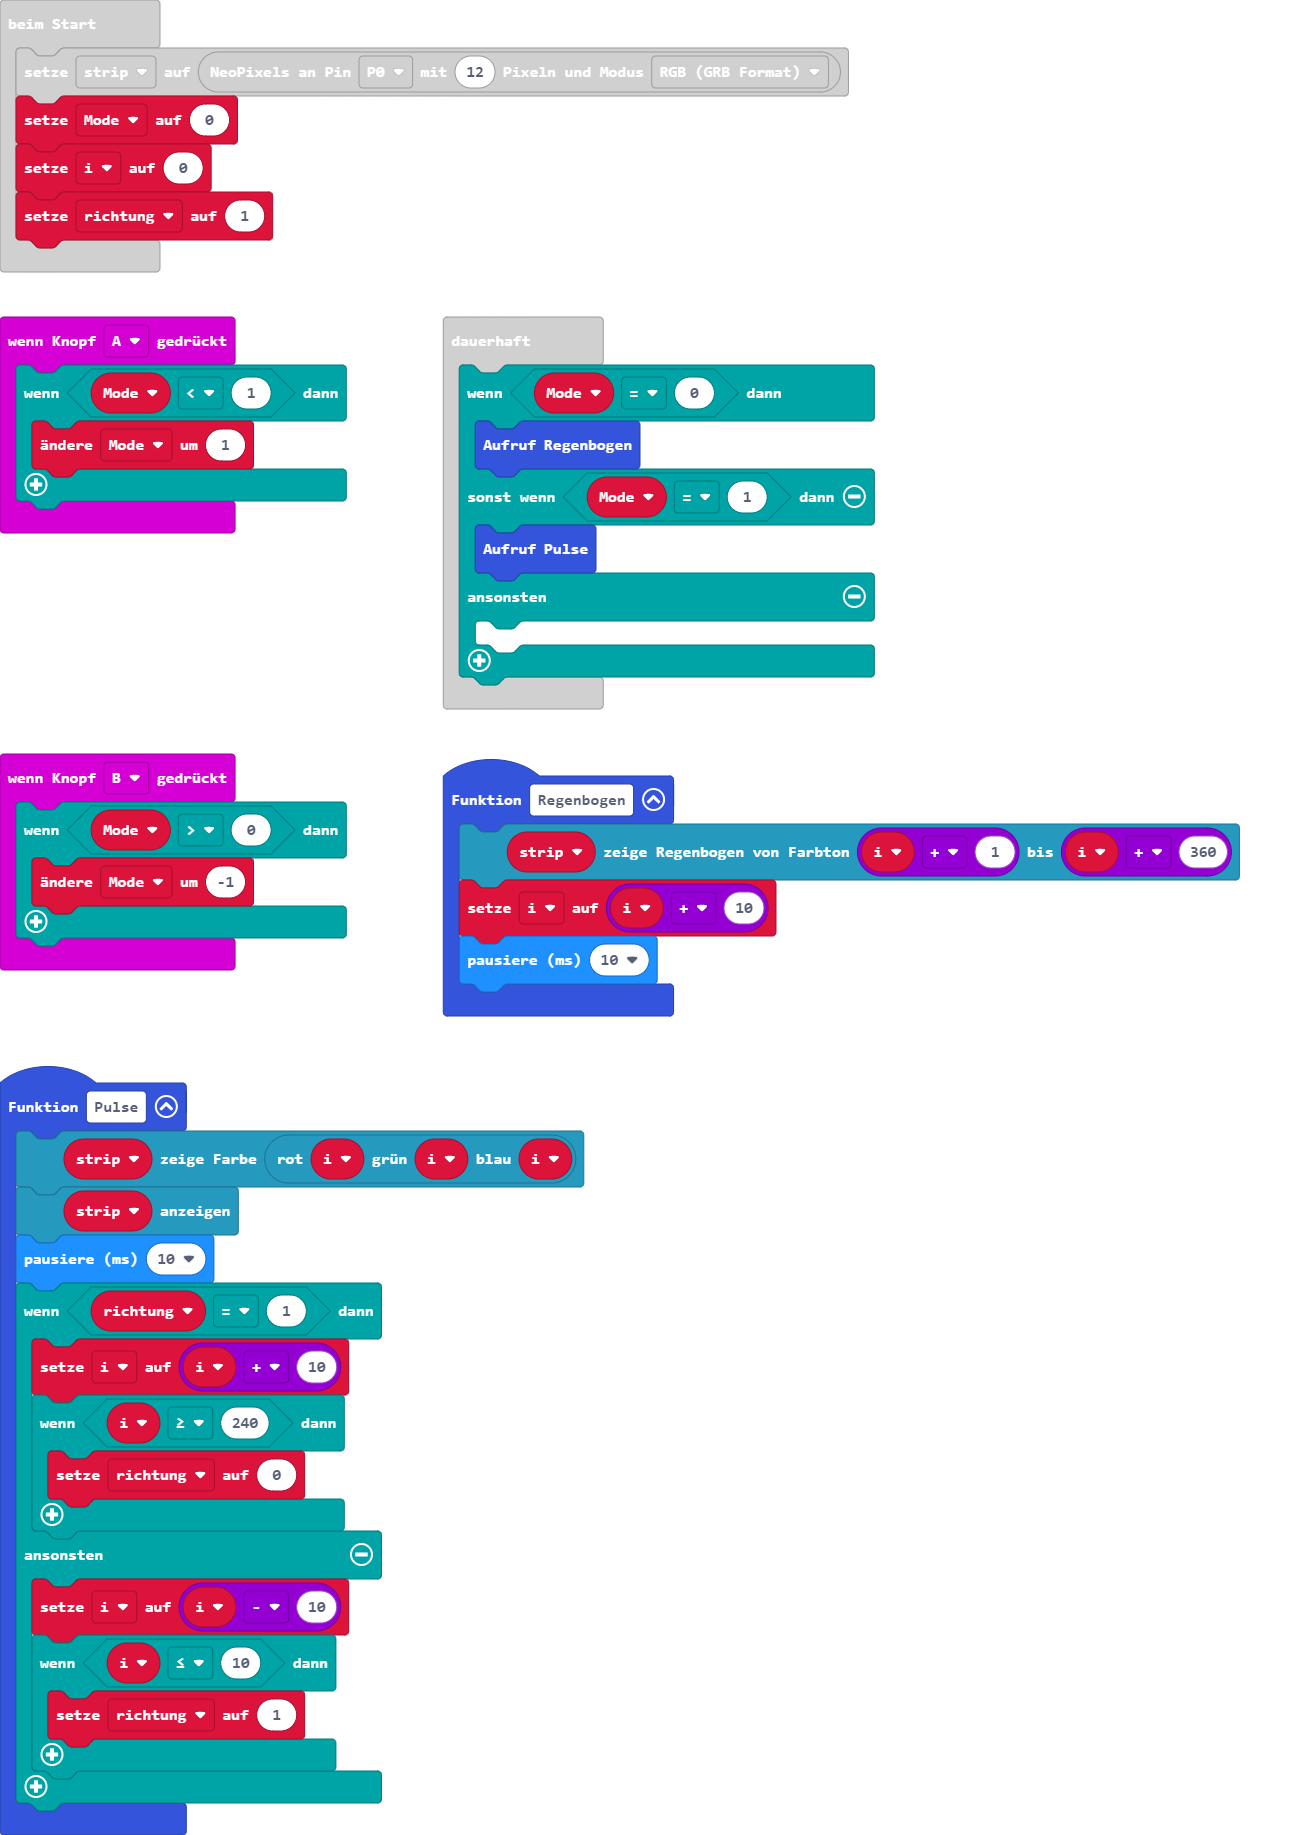 beim Start
setze strip auf NeoPixels an Pin P0 mit 12 Pixeln und Modus RGB (GRB Format)
setze Mode auf 0
setze i auf 0
setze richtung auf 1
wenn Knopf A gedrückt
wenn Mode < 1 dann
ändere Mode um 1
dauerhaft
wenn Mode = 0 dann
Aufruf Regenbogen
sonst wenn Mode = 1 dann
Aufruf Pulse
ansonsten
wenn Knopf B gedrückt
wenn Mode > 0 dann
ändere Mode um -1
Funktion Regenbogen
strip zeige Regenbogen von Farbton i + 1 bis i + 360
setze i auf i + 10
pausiere (ms) 10
Funktion Pulse
strip zeige Farbe rot i grün i blau i
strip anzeigen
pausiere (ms) 10
wenn richtung = 1 dann
setze i auf i + 10
wenn i ≥ 240 dann
setze richtung auf 0
ansonsten
setze i auf i - 10
wenn i ≤ 10 dann
setze richtung auf 1